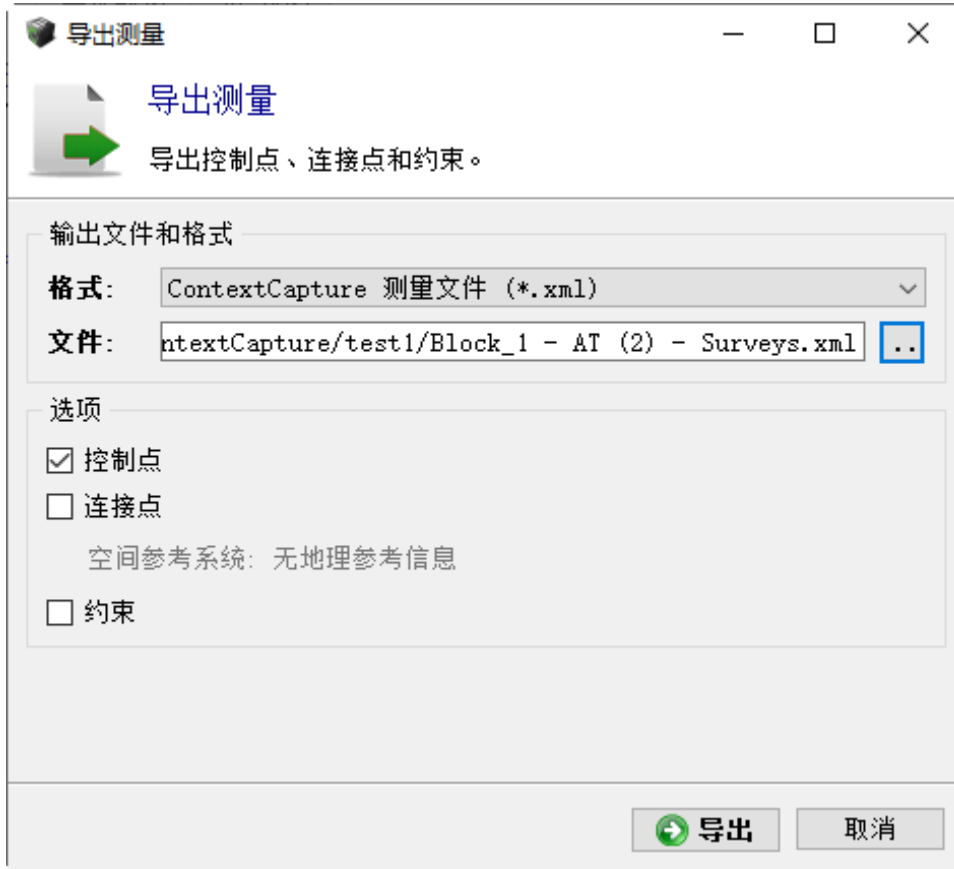 导出测量
导出测量
导出控制点、连接点和约束。
输出文件和格式
格式: ContextCapture 测量文件 (*.xml)
文件: ntextCapture/test1/Block_1 - AT (2) - Surveys.xml ..
选项
控制点
连接点
空间参考系统: 无地理参考信息
约束
导出 取消